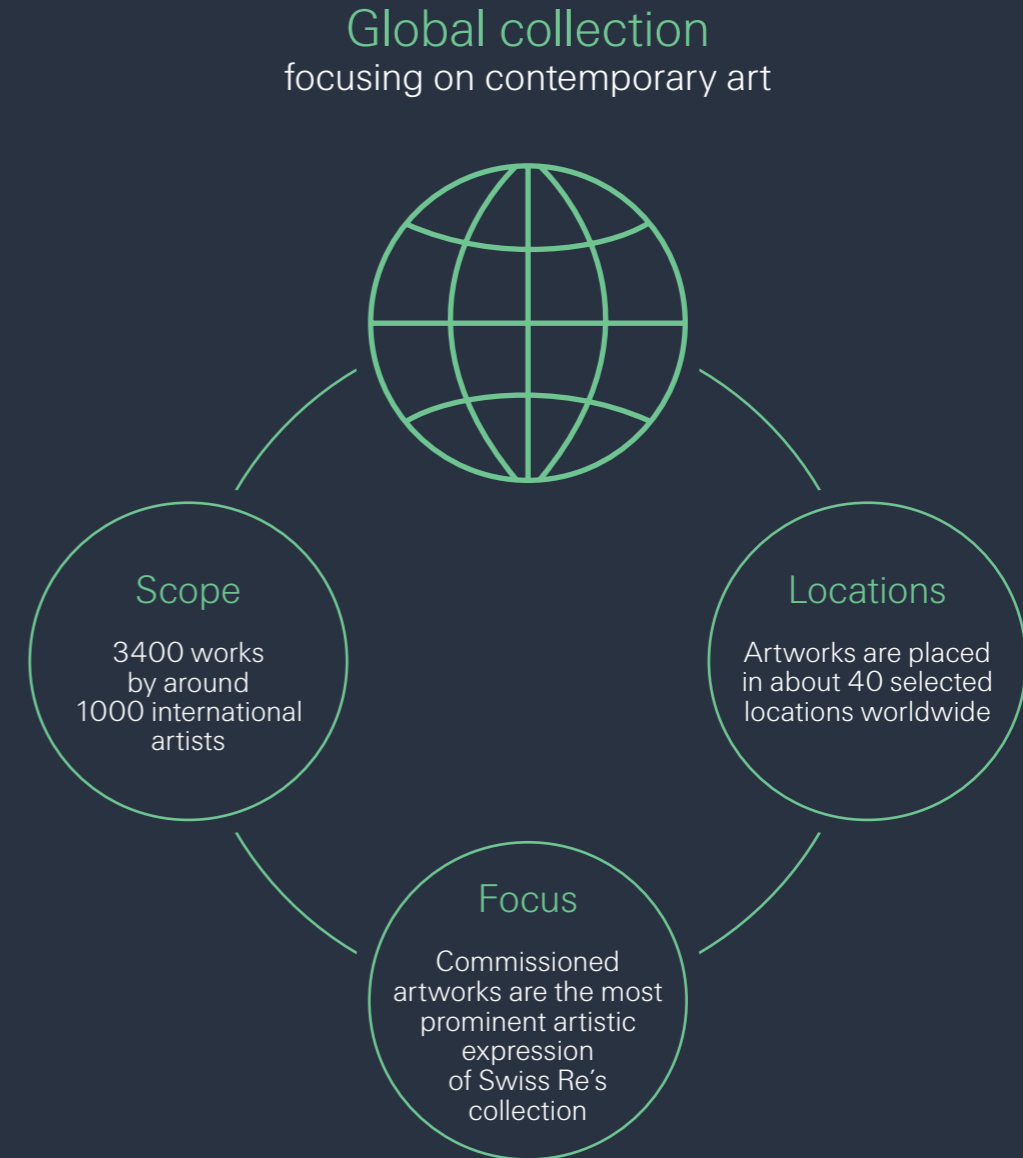 Global collection
focusing on contemporary art
Scope
3400 works
by around
1000 international
artists
Locations
Artworks are placed
in about 40 selected
locations worldwide
Focus
Commissioned
artworks are the most
prominent artistic
expression
of Swiss Re's
collection